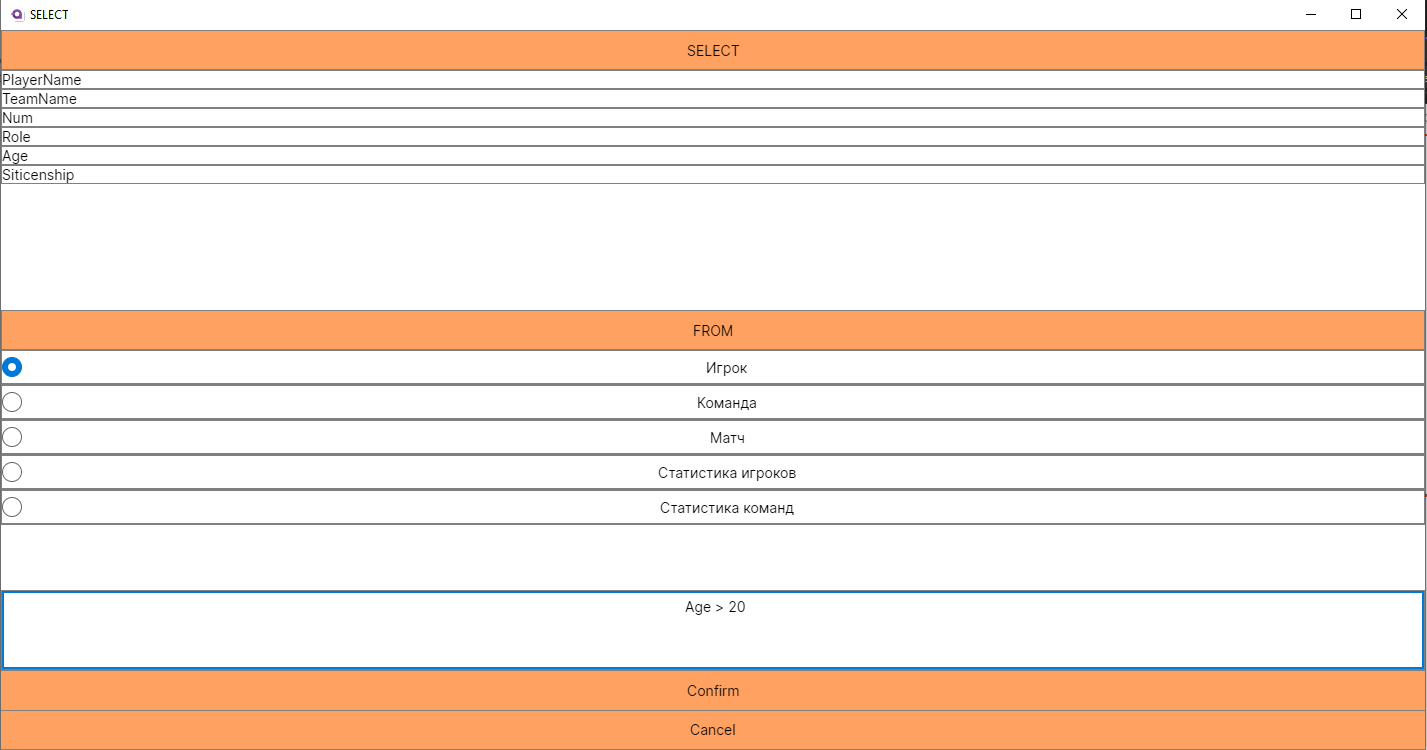 SELECT
SELECT
PlayerName
TeamName
Num
Role
Age
Siticenship
FROM
Игрок
Команда
Матч
Статистика игроков
Статистика команд
Age > 20
Confirm
Cancel